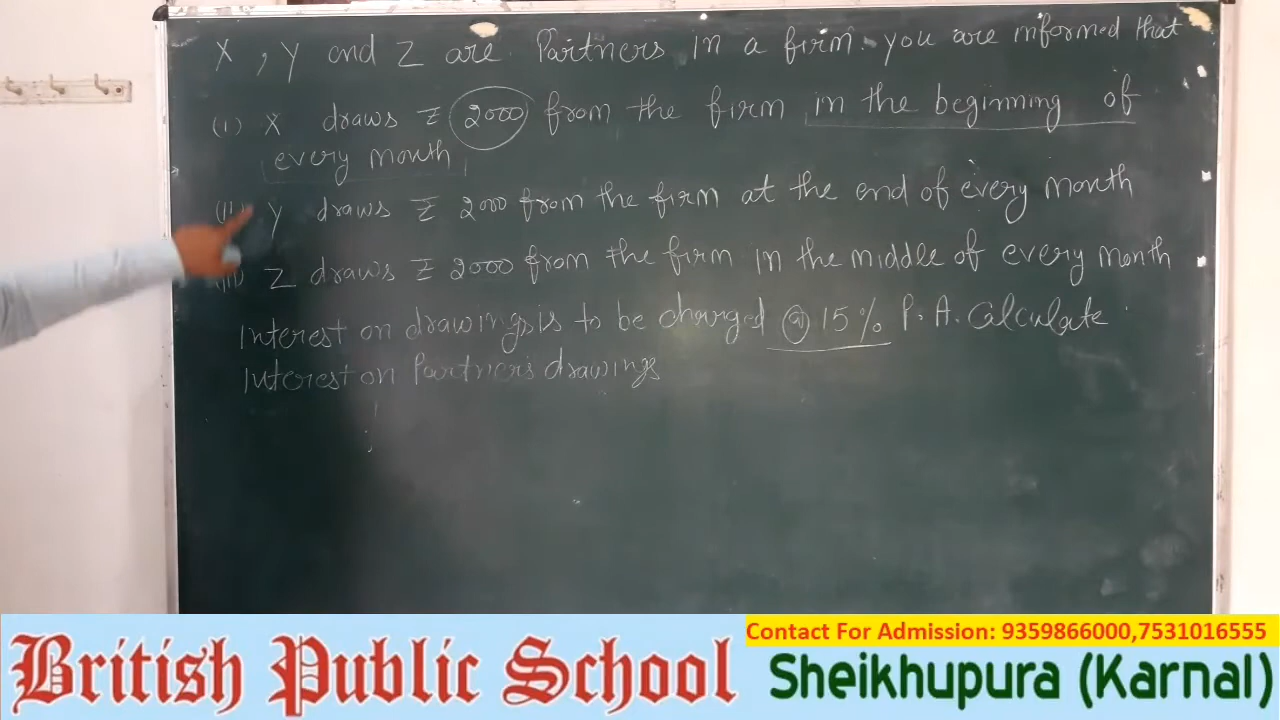 X, Y and Z are Partners in a firm. you are informed that
(I) X draws ₹ 2000 from the firm in the beginning of
every month
(II) Y draws ₹ 2000 from the firm at the end of every month
(III) Z draws ₹ 2000 from the firm in the middle of every month
Interest on drawings is to be charged @ 15% P.A. Calculate
Interest on Partner's drawings
Contact For Admission: 9359866000,7531016555
British Public School Sheikhupura (Karnal)